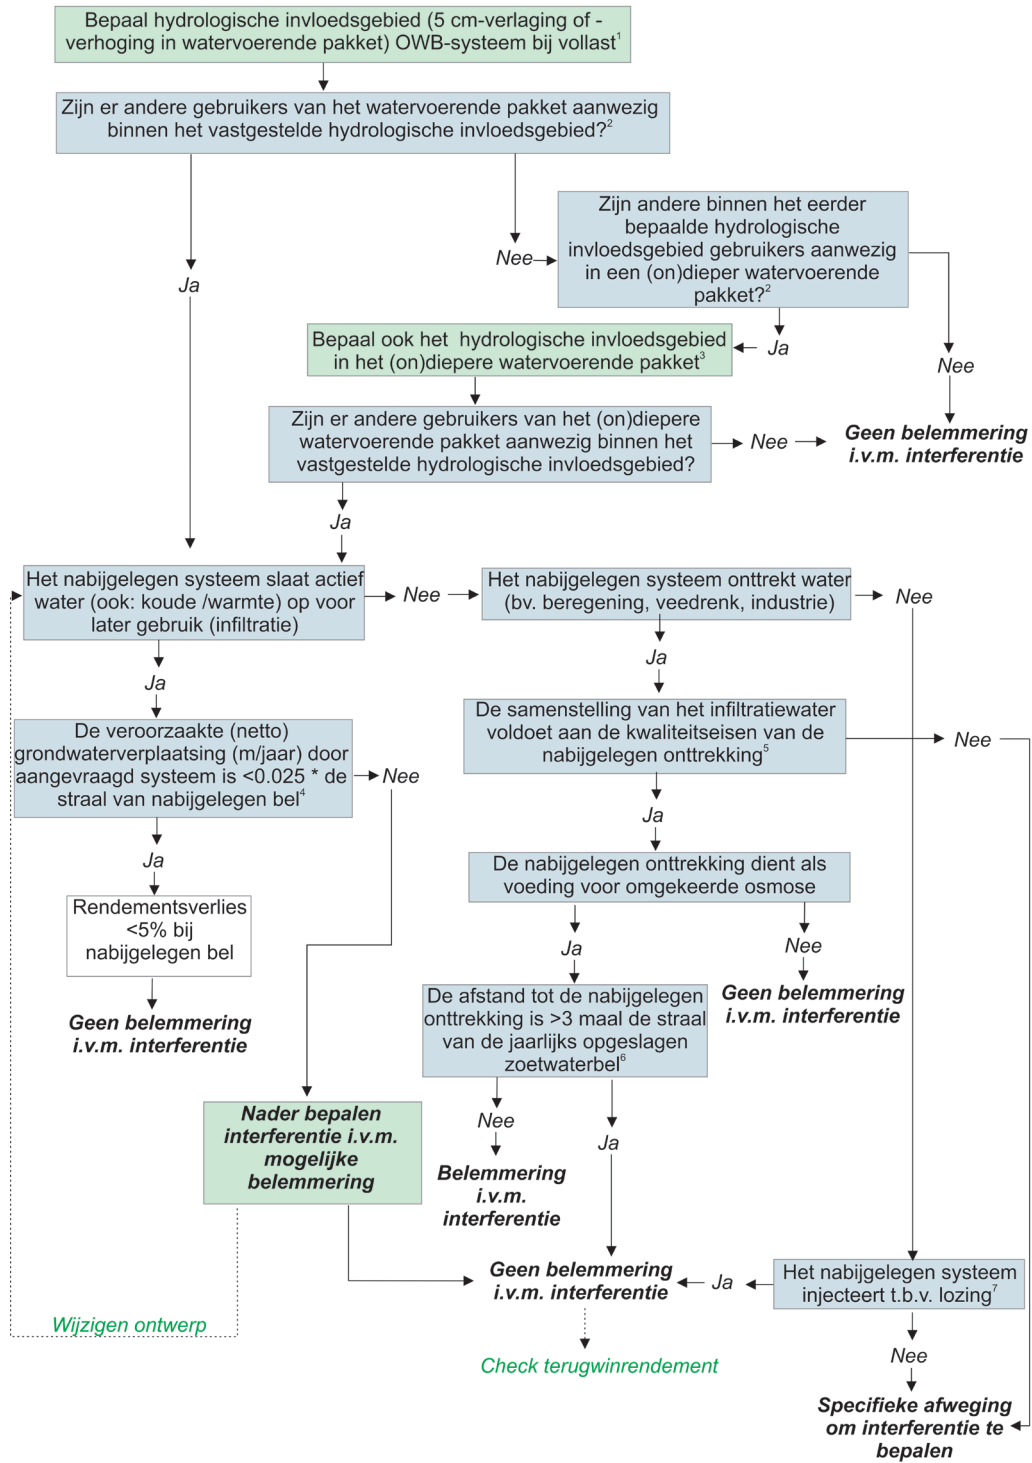 Bepaal hydrologische invloedsgebied (5 cm-verlaging of -
verhoging in watervoerende pakket) OWB-systeem bij vollast¹
Zijn er andere gebruikers van het watervoerende pakket aanwezig
binnen het vastgestelde hydrologische invloedsgebied?²
Zijn andere binnen het eerder
bepaalde hydrologische
invloedsgebied gebruikers aanwezig
in een (on)dieper watervoerende
pakket?²
Nee
Ja
Bepaal ook het hydrologische invloedsgebied
in het (on)diepere watervoerende pakket³
Ja
Nee
Zijn er andere gebruikers van het (on)diepere
watervoerende pakket aanwezig binnen het
vastgestelde hydrologische invloedsgebied?
Nee
Geen belemmering
i.v.m. interferentie
Ja
Het nabijgelegen systeem slaat actief
water (ook: koude /warmte) op voor
later gebruik (infiltratie)
Nee
Het nabijgelegen systeem onttrekt water
(bv. beregening, veedrenk, industrie)
Nee
Ja
Ja
De veroorzaakte (netto)
grondwaterverplaatsing (m/jaar) door
aangevraagd systeem is <0.025 * de
straal van nabijgelegen bel⁴
Nee
De samenstelling van het infiltratiewater
voldoet aan de kwaliteitseisen van de
nabijgelegen onttrekking⁵
Nee
Ja
Ja
Rendementsverlies
<5% bij
nabijgelegen bel
De nabijgelegen onttrekking dient als
voeding voor omgekeerde osmose
Ja
Nee
Geen belemmering
i.v.m. interferentie
De afstand tot de nabijgelegen
onttrekking is >3 maal de straal
van de jaarlijks opgeslagen
zoetwaterbel⁶
Geen belemmering
i.v.m. interferentie
Nader bepalen
interferentie i.v.m.
mogelijke
belemmering
Nee
Ja
Belemmering
i.v.m.
interferentie
Geen belemmering
i.v.m. interferentie
Ja
Het nabijgelegen systeem
injecteert t.b.v. lozing⁷
Wijzigen ontwerp
Check terugwinrendement
Nee
Specifieke afweging
om interferentie te
bepalen